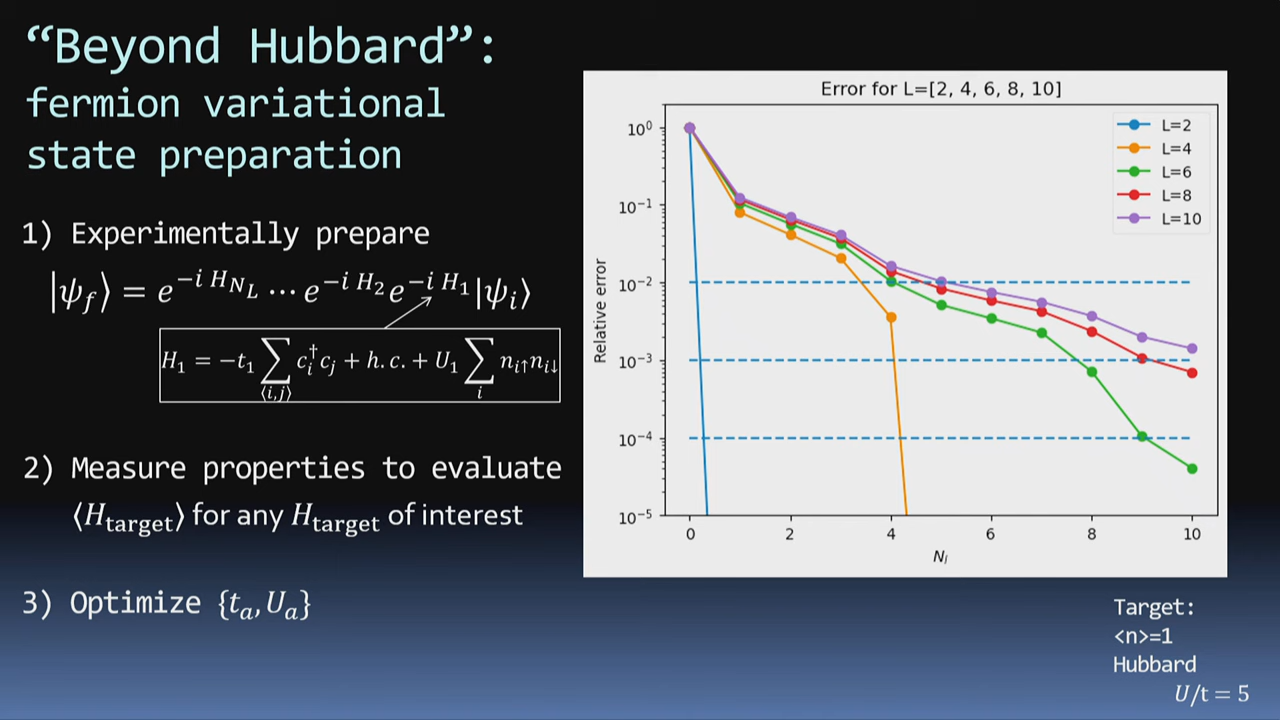 “Beyond Hubbard”:
fermion variational
state preparation
1) Experimentally prepare
|ψ_f⟩ = e^{−i H_{N_L}} ⋯ e^{−i H_2} e^{−i H_1} |ψ_i⟩
H_1 = −t_1 ∑_{⟨i,j⟩} c_i^† c_j + h.c. + U_1 ∑_i n_{i↑} n_{i↓}
2) Measure properties to evaluate
⟨H_target⟩ for any H_target of interest
3) Optimize {t_a, U_a}
Error for L=[2, 4, 6, 8, 10]
L=2
L=4
L=6
L=8
L=10
10^0
10^−1
10^−2
10^−3
10^−4
10^−5
Relative error
0 2 4 6 8 10
N_l
Target:
<n>=1
Hubbard
U/t = 5